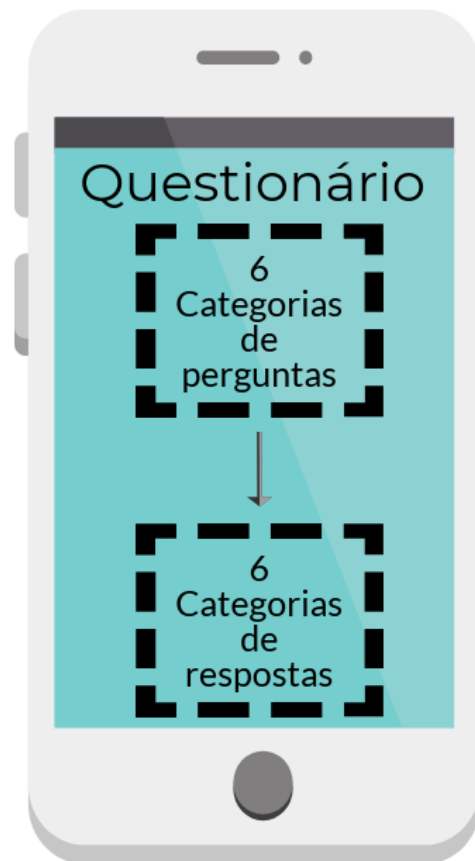 Questionário
6
Categorias
de
perguntas
6
Categorias
de
respostas